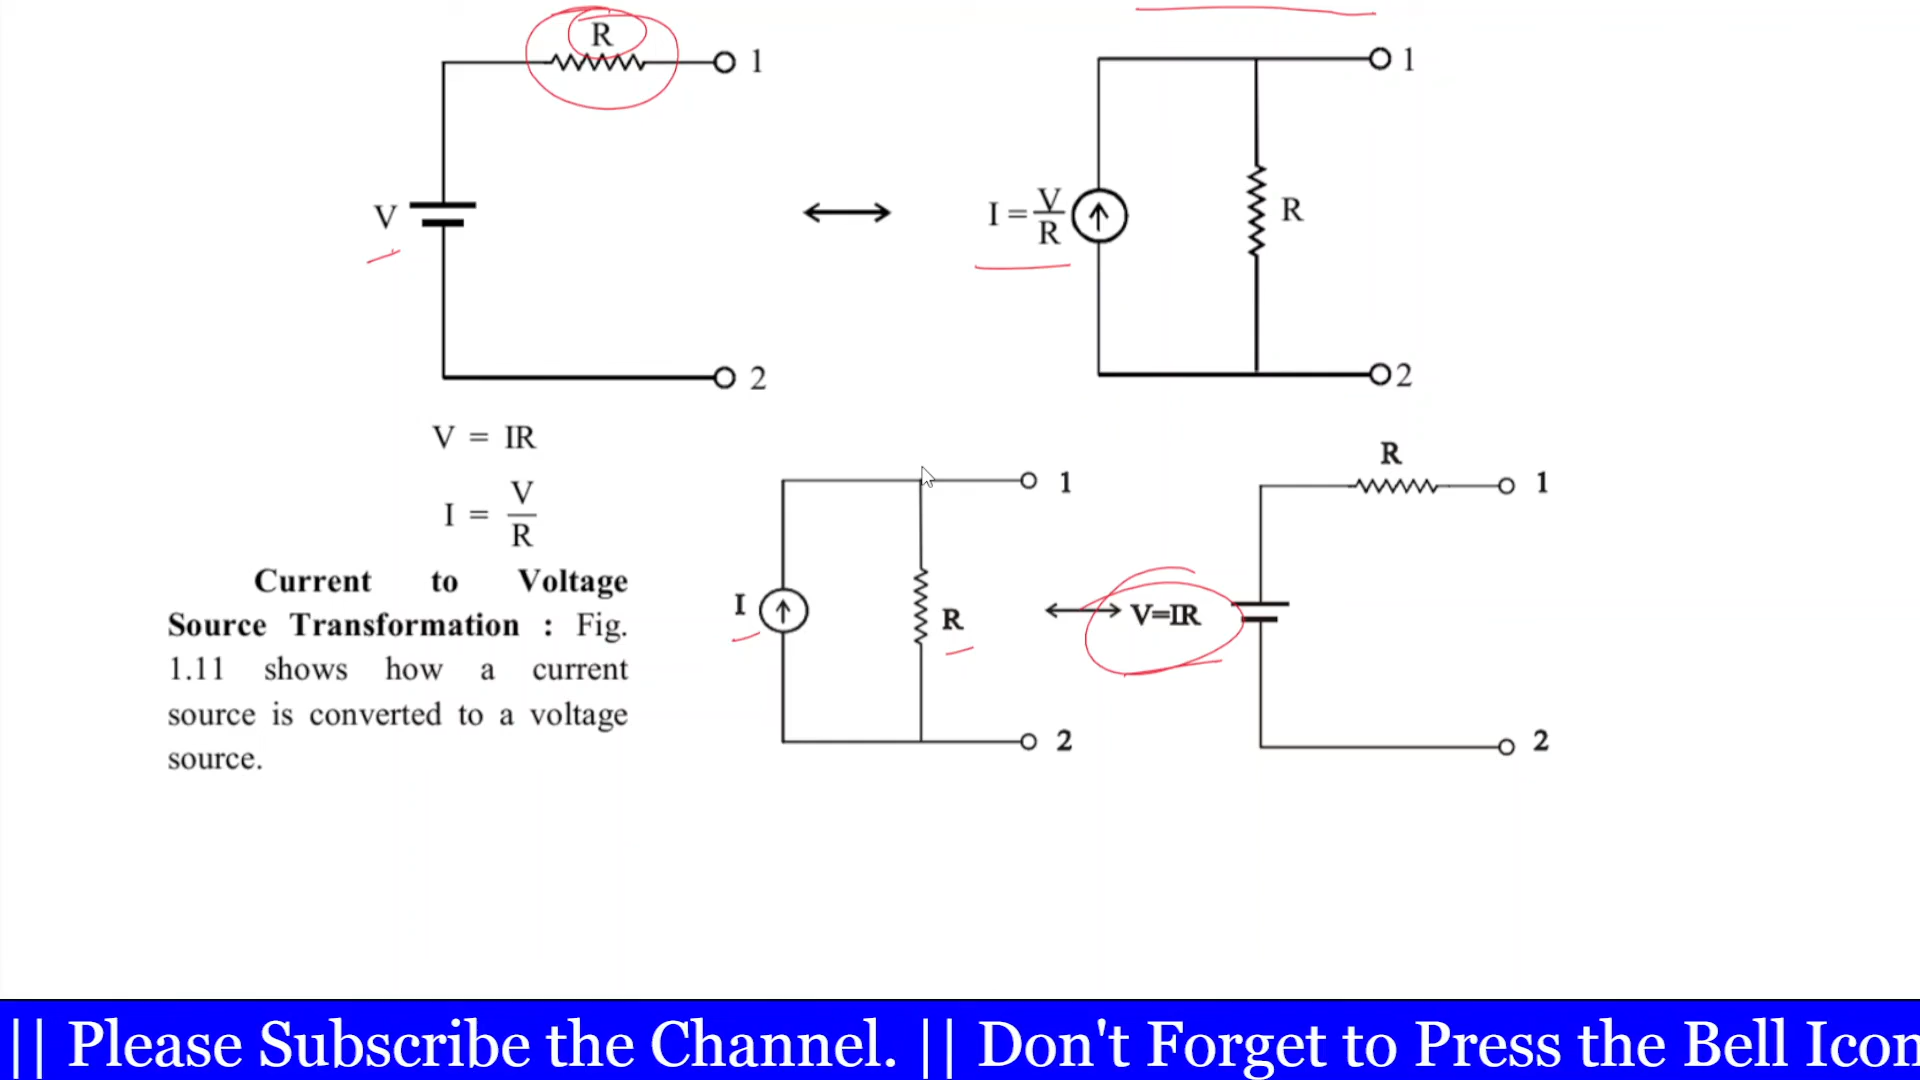 R
1
1
V
I = V/R
R
2
2
V = IR
I = V/R
R
1
1
Current to Voltage
Source Transformation : Fig.
1.11 shows how a current
source is converted to a voltage
source.
I
R
V=IR
2
2
|| Please Subscribe the Channel. || Don't Forget to Press the Bell Icon